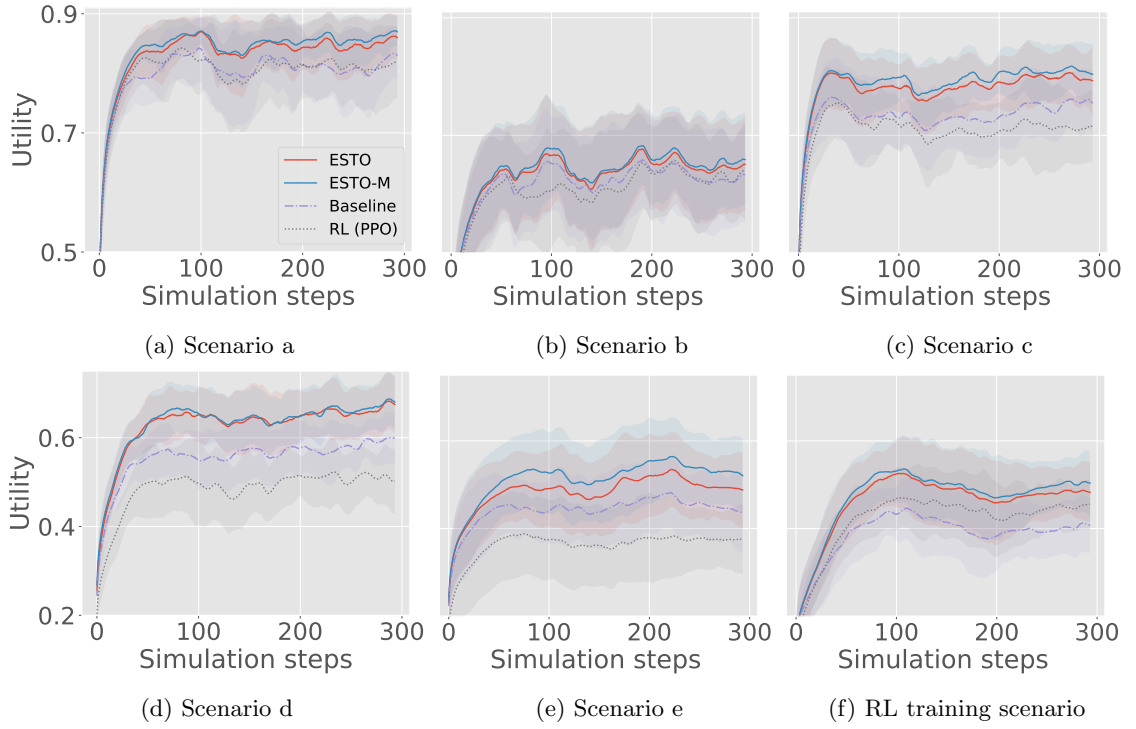 0.9
0.7
0.5
Utility
ESTO
ESTO-M
Baseline
RL (PPO)
0 100 200 300
0 100 200 300
0 100 200 300
Simulation steps
Simulation steps
Simulation steps
(a) Scenario a
(b) Scenario b
(c) Scenario c
0.6
0.4
0.2
Utility
0 100 200 300
0 100 200 300
0 100 200 300
Simulation steps
Simulation steps
Simulation steps
(d) Scenario d
(e) Scenario e
(f) RL training scenario